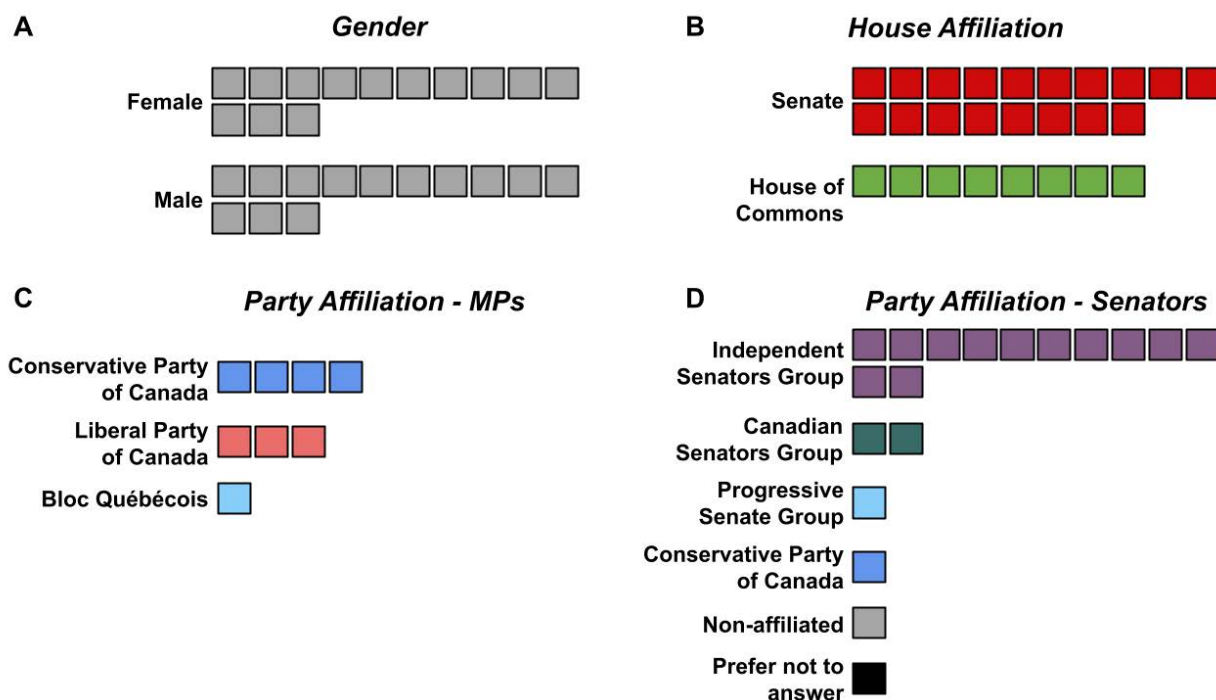 A
Gender
Female
Male
B
House Affiliation
Senate
House of
Commons
C
Party Affiliation - MPs
Conservative Party
of Canada
Liberal Party
of Canada
Bloc Québécois
D
Party Affiliation - Senators
Independent
Senators Group
Canadian
Senators Group
Progressive
Senate Group
Conservative Party
of Canada
Non-affiliated
Prefer not to
answer